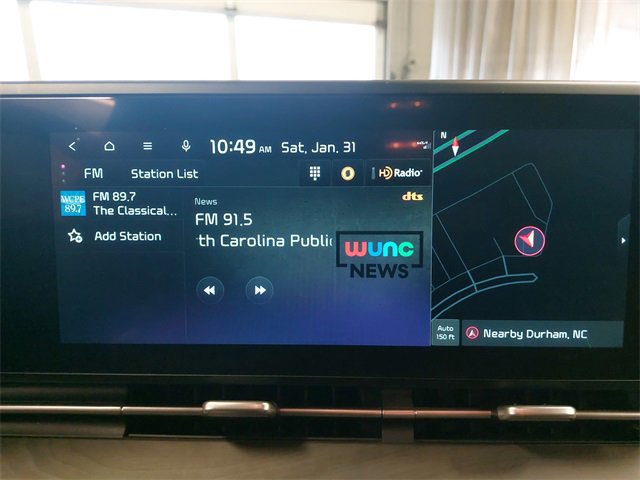 10:49 AM Sat, Jan. 31
N
FM Station List
HD Radio
WCPE
89.7
FM 89.7
The Classical...
Add Station
News
dts
FM 91.5
th Carolina Public
wunc
NEWS
Auto
150 ft
Nearby Durham, NC